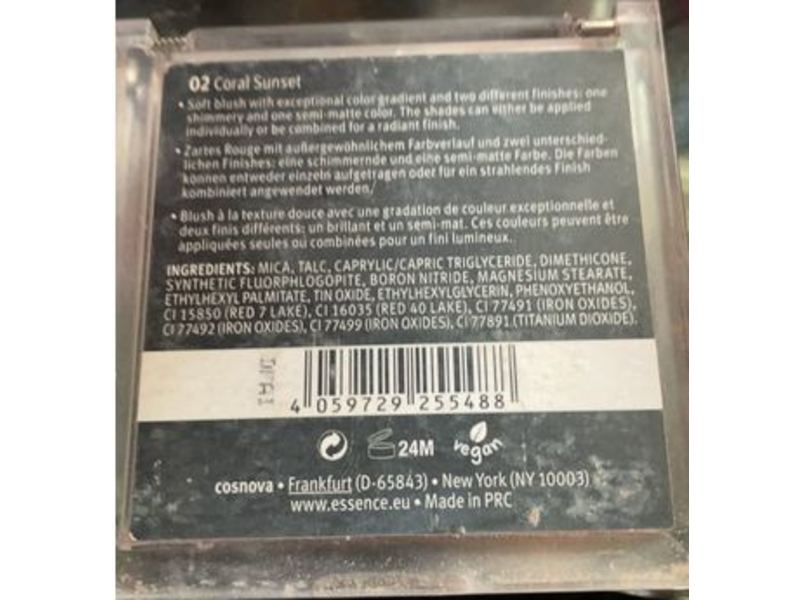 02 Coral Sunset
• Soft blush with exceptional color gradient and two different finishes: one
shimmery and one semi-matte color. The shades can either be applied
individually or be combined for a radiant finish.
• Zartes Rouge mit außergewöhnlichem Farbverlauf und zwei unterschied-
lichen Finishes: eine schimmernde und eine semi-matte Farbe. Die Farben
können entweder einzeln aufgetragen oder für ein strahlendes Finish
kombiniert angewendet werden/
• Blush à la texture douce avec une gradation de couleur exceptionnelle et
deux finis différents: un brillant et un semi-mat. Ces couleurs peuvent être
appliquées seules ou combinées pour un fini lumineux.
INGREDIENTS: MICA, TALC, CAPRYLIC/CAPRIC TRIGLYCERIDE, DIMETHICONE,
SYNTHETIC FLUORPHLOGOPITE, BORON NITRIDE, MAGNESIUM STEARATE,
ETHYLHEXYL PALMITATE, TIN OXIDE, ETHYLHEXYLGLYCERIN, PHENOXYETHANOL,
CI 15850 (RED 7 LAKE), CI 16035 (RED 40 LAKE), CI 77491 (IRON OXIDES),
CI 77492 (IRON OXIDES), CI 77499 (IRON OXIDES), CI 77891 (TITANIUM DIOXIDE).
4 059729 255488
24M vegan
cosnova • Frankfurt (D-65843) • New York (NY 10003)
www.essence.eu • Made in PRC